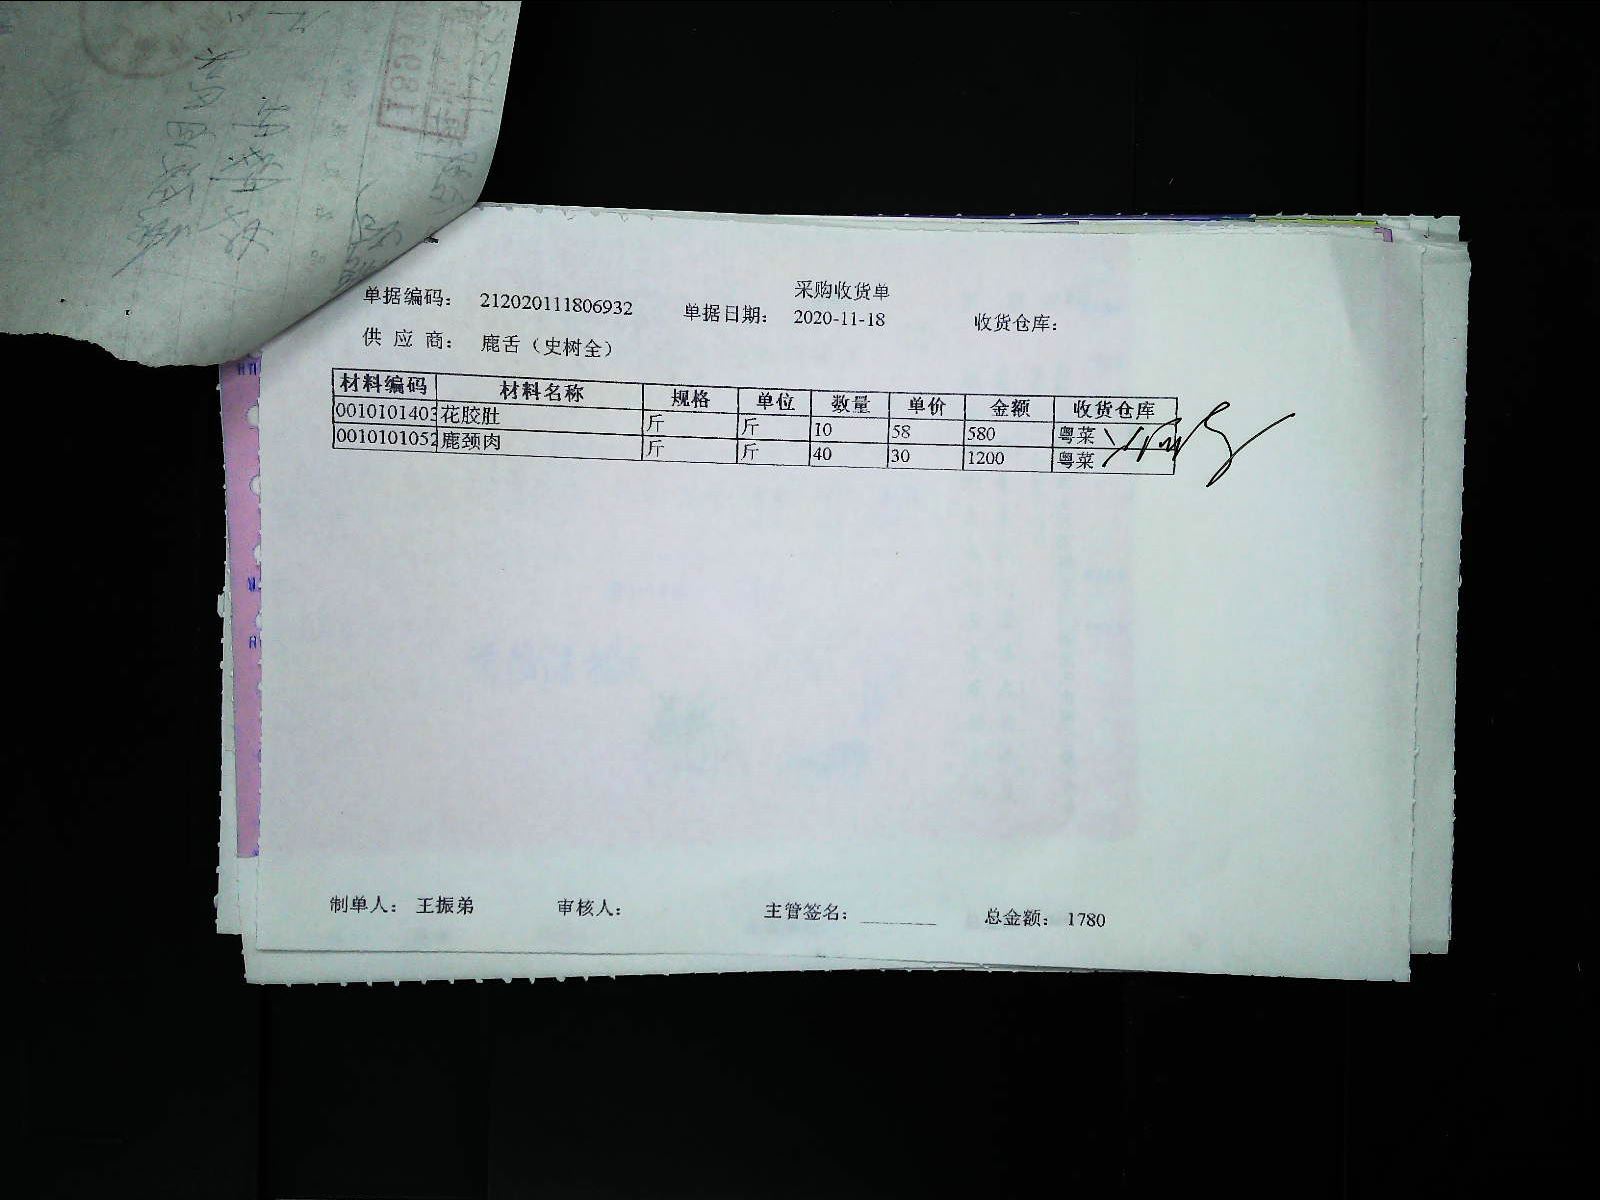 采购收货单
单据编码： 212020111806932 单据日期： 2020-11-18 收货仓库：
供 应 商： 鹿舌（史树全）
材料编码 材料名称 规格 单位 数量 单价 金额 收货仓库
0010101403 花胶肚 斤 斤 10 58 580 粤菜
0010101052 鹿颈肉 斤 斤 40 30 1200 粤菜
制单人： 王振弟 审核人： 主管签名： 总金额： 1780